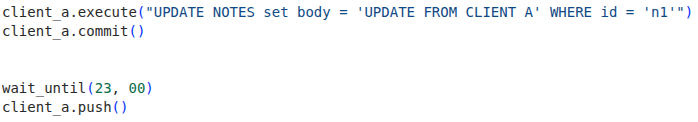 client_a.execute("UPDATE NOTES set body = 'UPDATE FROM CLIENT A' WHERE id = 'n1'")
client_a.commit()
wait_until(23, 00)
client_a.push()